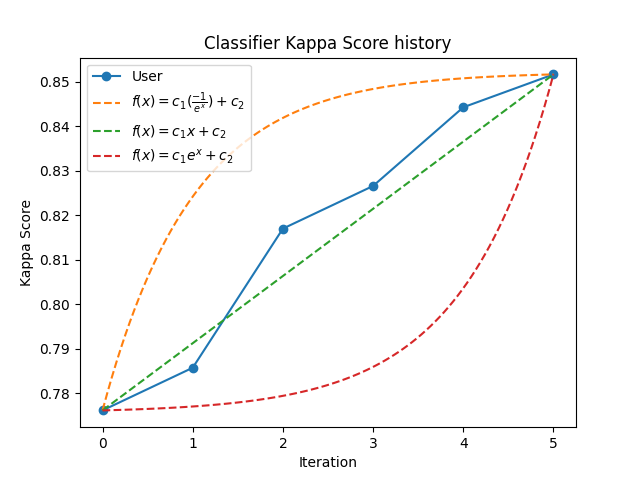 Classifier Kappa Score history
User
f(x) = c₁(−1/eˣ) + c₂
f(x) = c₁x + c₂
f(x) = c₁eˣ + c₂
0.85
0.84
0.83
0.82
0.81
0.80
0.79
0.78
Kappa Score
0 1 2 3 4 5
Iteration